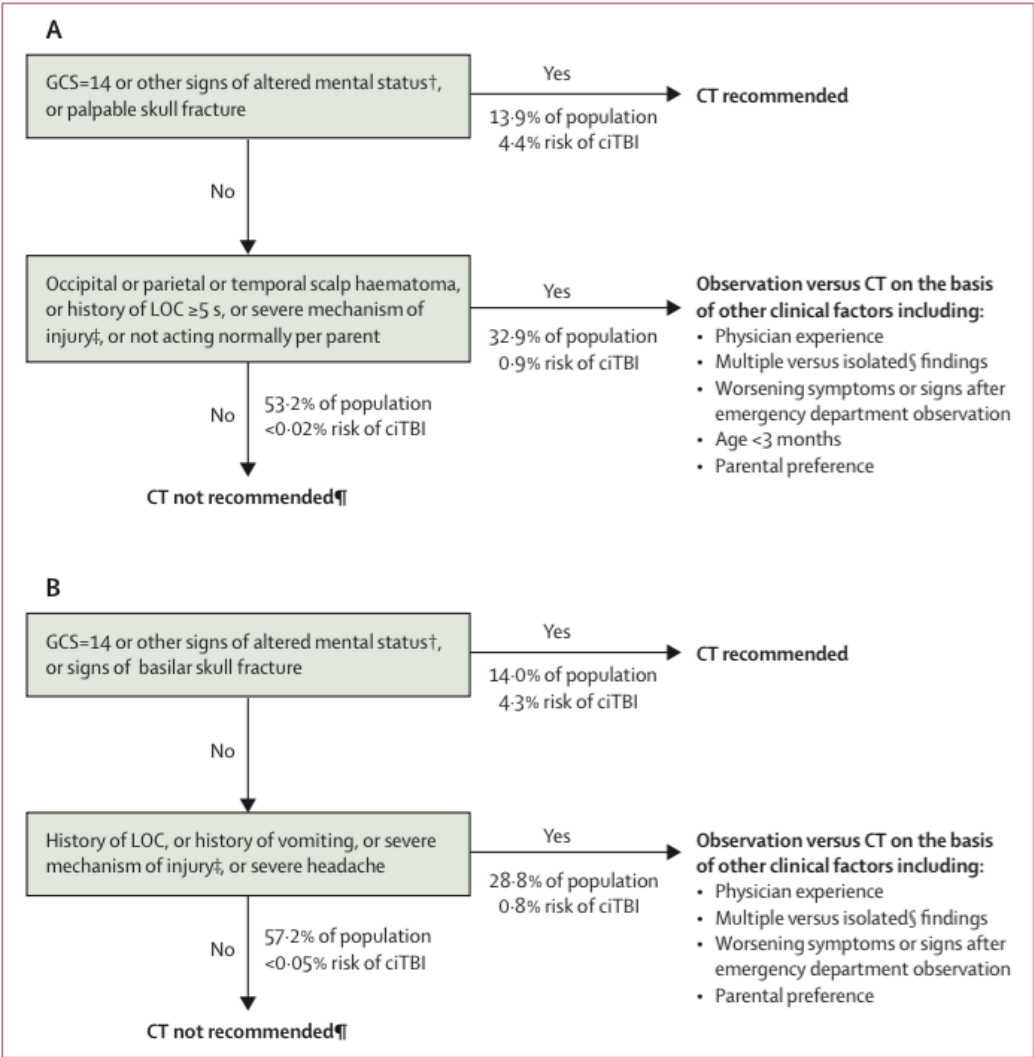 A
GCS=14 or other signs of altered mental status†,
or palpable skull fracture
Yes
13·9% of population
4·4% risk of ciTBI
CT recommended
No
Occipital or parietal or temporal scalp haematoma,
or history of LOC ≥5 s, or severe mechanism of
injury‡, or not acting normally per parent
Yes
32·9% of population
0·9% risk of ciTBI
Observation versus CT on the basis
of other clinical factors including:
• Physician experience
• Multiple versus isolated§ findings
• Worsening symptoms or signs after
emergency department observation
• Age <3 months
• Parental preference
No
53·2% of population
<0·02% risk of ciTBI
CT not recommended¶
B
GCS=14 or other signs of altered mental status†,
or signs of basilar skull fracture
Yes
14·0% of population
4·3% risk of ciTBI
CT recommended
No
History of LOC, or history of vomiting, or severe
mechanism of injury‡, or severe headache
Yes
28·8% of population
0·8% risk of ciTBI
Observation versus CT on the basis
of other clinical factors including:
• Physician experience
• Multiple versus isolated§ findings
• Worsening symptoms or signs after
emergency department observation
• Parental preference
No
57·2% of population
<0·05% risk of ciTBI
CT not recommended¶